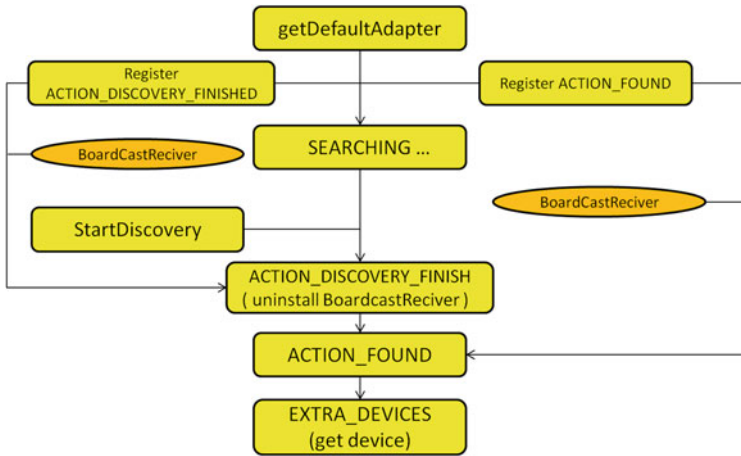 getDefaultAdapter
Register
ACTION_DISCOVERY_FINISHED
Register ACTION_FOUND
BoardCastReciver
SEARCHING ...
BoardCastReciver
StartDiscovery
ACTION_DISCOVERY_FINISH
( uninstall BoardcastReciver )
ACTION_FOUND
EXTRA_DEVICES
(get device)